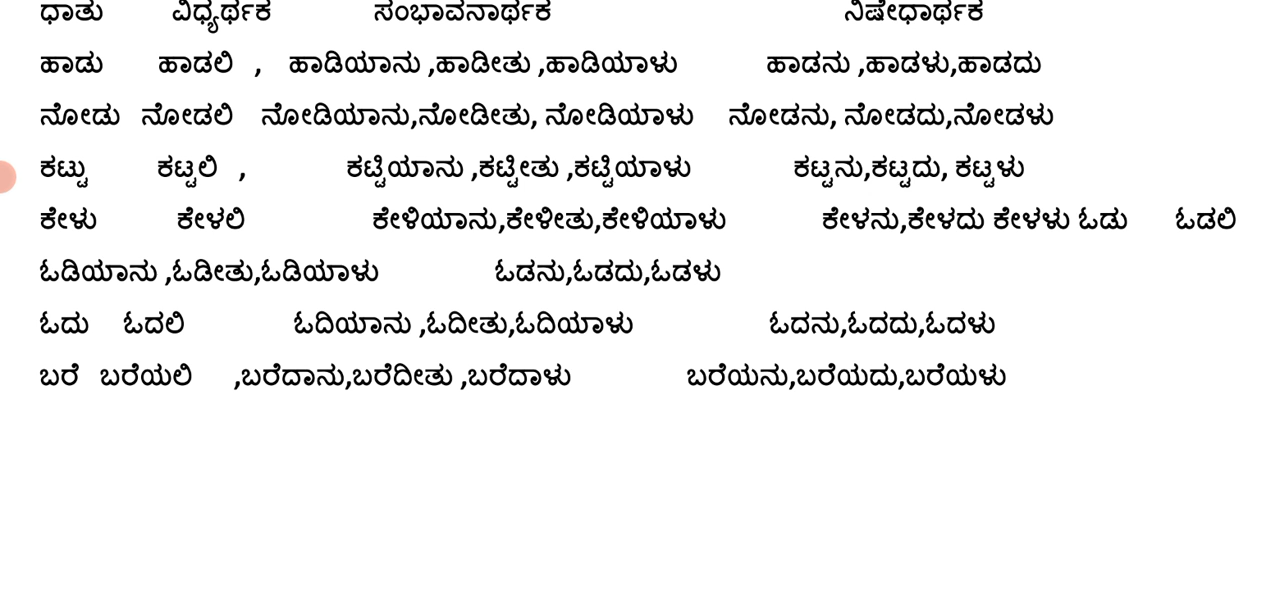 ಧಾತು ವಿಧ್ಯರ್ಥಕ ಸಂಭಾವನಾರ್ಥಕ ನಿಷೇಧಾರ್ಥಕ
ಹಾಡು ಹಾಡಲಿ , ಹಾಡಿಯಾನು ,ಹಾಡೀತು ,ಹಾಡಿಯಾಳು ಹಾಡನು ,ಹಾಡಳು,ಹಾಡದು
ನೋಡು ನೋಡಲಿ ನೋಡಿಯಾನು,ನೋಡೀತು, ನೋಡಿಯಾಳು ನೋಡನು, ನೋಡದು,ನೋಡಳು
ಕಟ್ಟು ಕಟ್ಟಲಿ , ಕಟ್ಟಿಯಾನು ,ಕಟ್ಟೀತು ,ಕಟ್ಟಿಯಾಳು ಕಟ್ಟನು,ಕಟ್ಟದು, ಕಟ್ಟಳು
ಕೇಳು ಕೇಳಲಿ ಕೇಳಿಯಾನು,ಕೇಳೀತು,ಕೇಳಿಯಾಳು ಕೇಳನು,ಕೇಳದು ಕೇಳಳು ಓಡು ಓಡಲಿ
ಓಡಿಯಾನು ,ಓಡೀತು,ಓಡಿಯಾಳು ಓಡನು,ಓಡದು,ಓಡಳು
ಓದು ಓದಲಿ ಓದಿಯಾನು ,ಓದೀತು,ಓದಿಯಾಳು ಓದನು,ಓದದು,ಓದಳು
ಬರೆ ಬರೆಯಲಿ ,ಬರೆದಾನು,ಬರೆದೀತು ,ಬರೆದಾಳು ಬರೆಯನು,ಬರೆಯದು,ಬರೆಯಳು